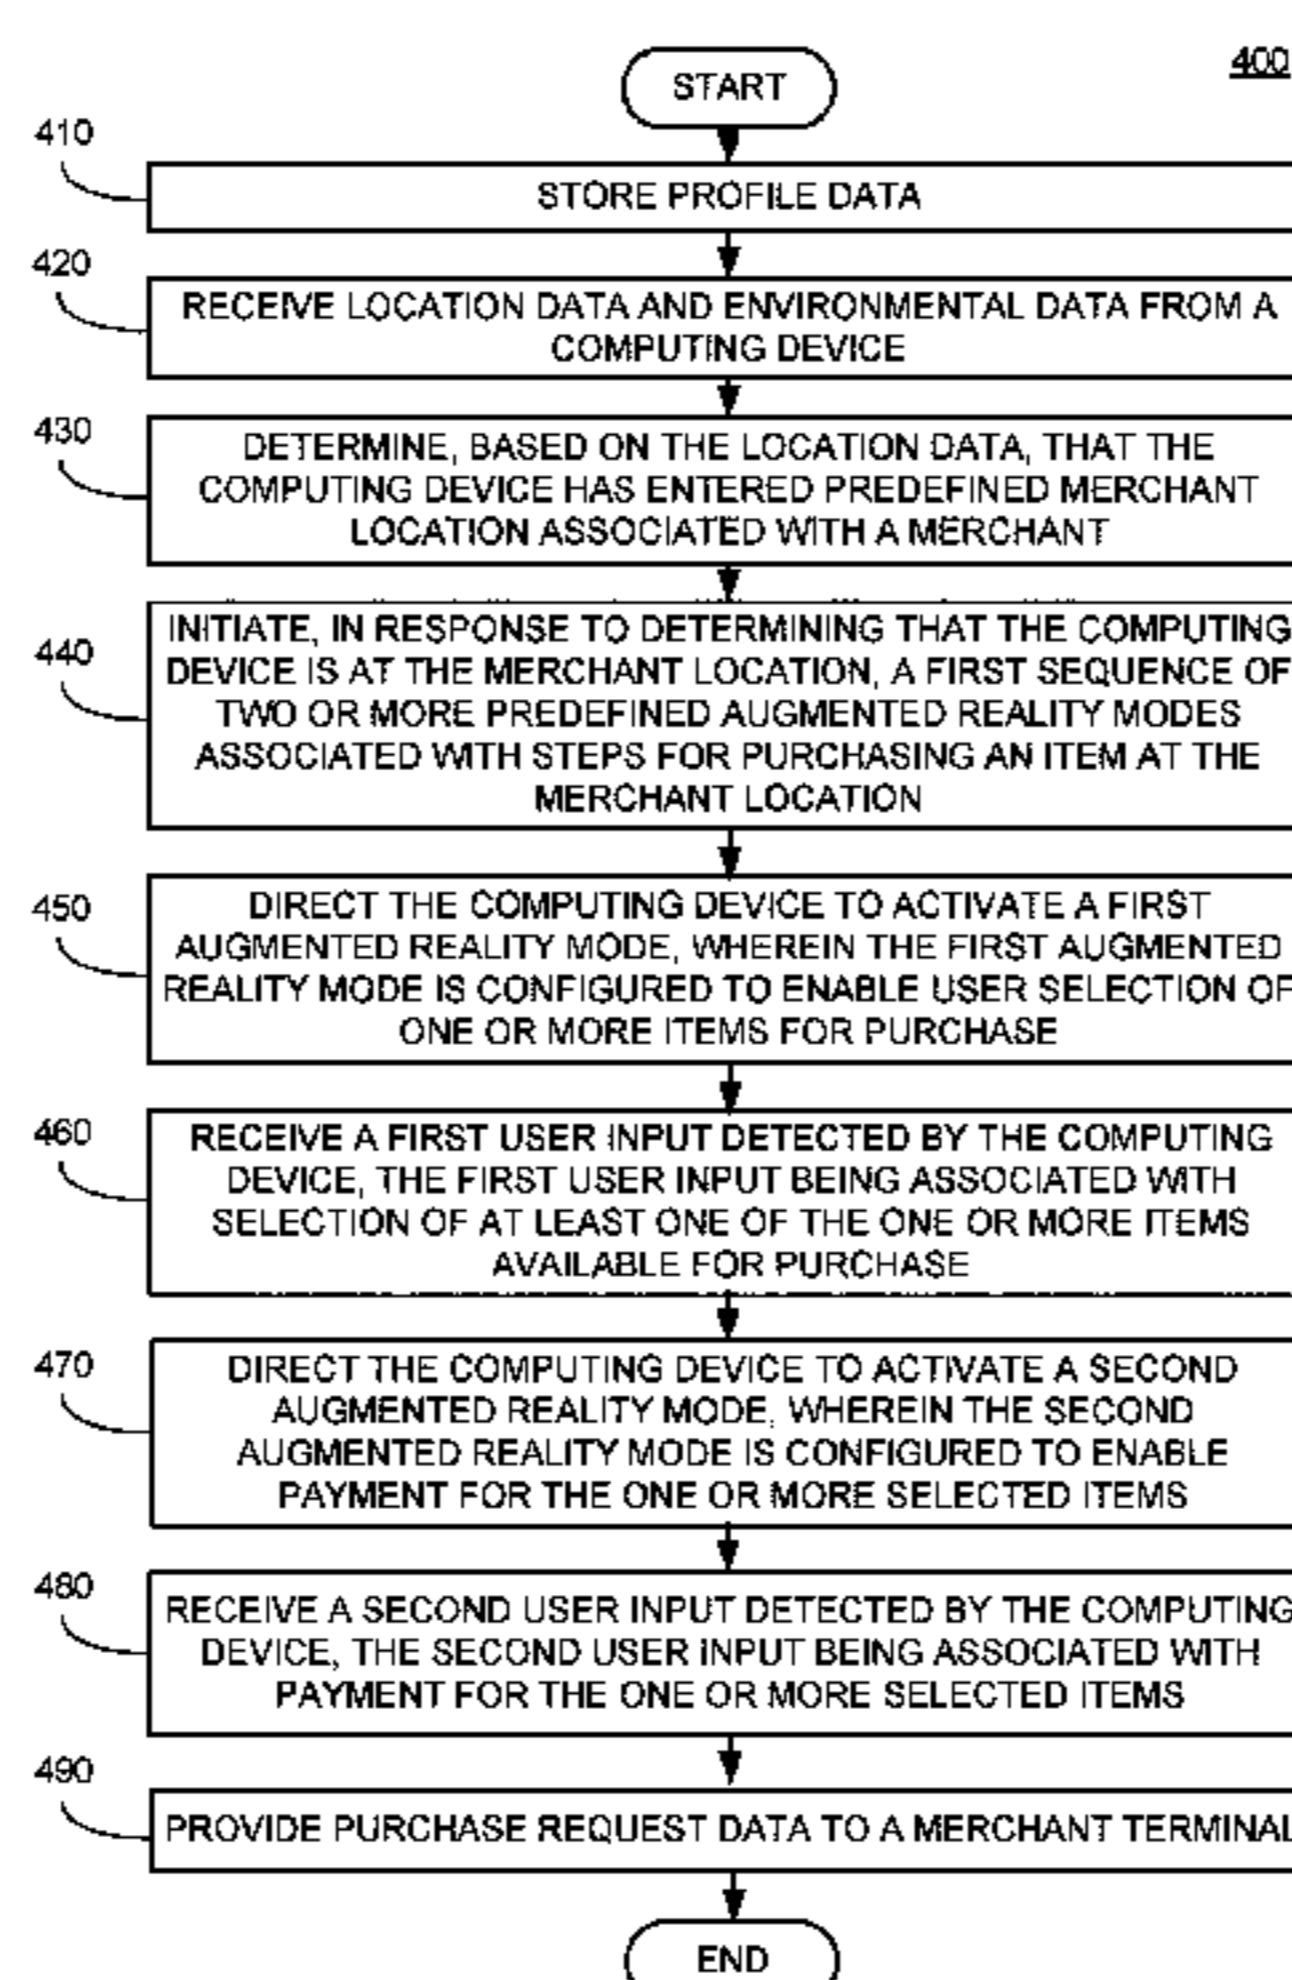 400
START
410
STORE PROFILE DATA
420
RECEIVE LOCATION DATA AND ENVIRONMENTAL DATA FROM A
COMPUTING DEVICE
430
DETERMINE, BASED ON THE LOCATION DATA, THAT THE
COMPUTING DEVICE HAS ENTERED PREDEFINED MERCHANT
LOCATION ASSOCIATED WITH A MERCHANT
440
INITIATE, IN RESPONSE TO DETERMINING THAT THE COMPUTING
DEVICE IS AT THE MERCHANT LOCATION, A FIRST SEQUENCE OF
TWO OR MORE PREDEFINED AUGMENTED REALITY MODES
ASSOCIATED WITH STEPS FOR PURCHASING AN ITEM AT THE
MERCHANT LOCATION
450
DIRECT THE COMPUTING DEVICE TO ACTIVATE A FIRST
AUGMENTED REALITY MODE, WHEREIN THE FIRST AUGMENTED
REALITY MODE IS CONFIGURED TO ENABLE USER SELECTION OF
ONE OR MORE ITEMS FOR PURCHASE
460
RECEIVE A FIRST USER INPUT DETECTED BY THE COMPUTING
DEVICE, THE FIRST USER INPUT BEING ASSOCIATED WITH
SELECTION OF AT LEAST ONE OF THE ONE OR MORE ITEMS
AVAILABLE FOR PURCHASE
470
DIRECT THE COMPUTING DEVICE TO ACTIVATE A SECOND
AUGMENTED REALITY MODE, WHEREIN THE SECOND
AUGMENTED REALITY MODE IS CONFIGURED TO ENABLE
PAYMENT FOR THE ONE OR MORE SELECTED ITEMS
480
RECEIVE A SECOND USER INPUT DETECTED BY THE COMPUTING
DEVICE, THE SECOND USER INPUT BEING ASSOCIATED WITH
PAYMENT FOR THE ONE OR MORE SELECTED ITEMS
490
PROVIDE PURCHASE REQUEST DATA TO A MERCHANT TERMINAL
END